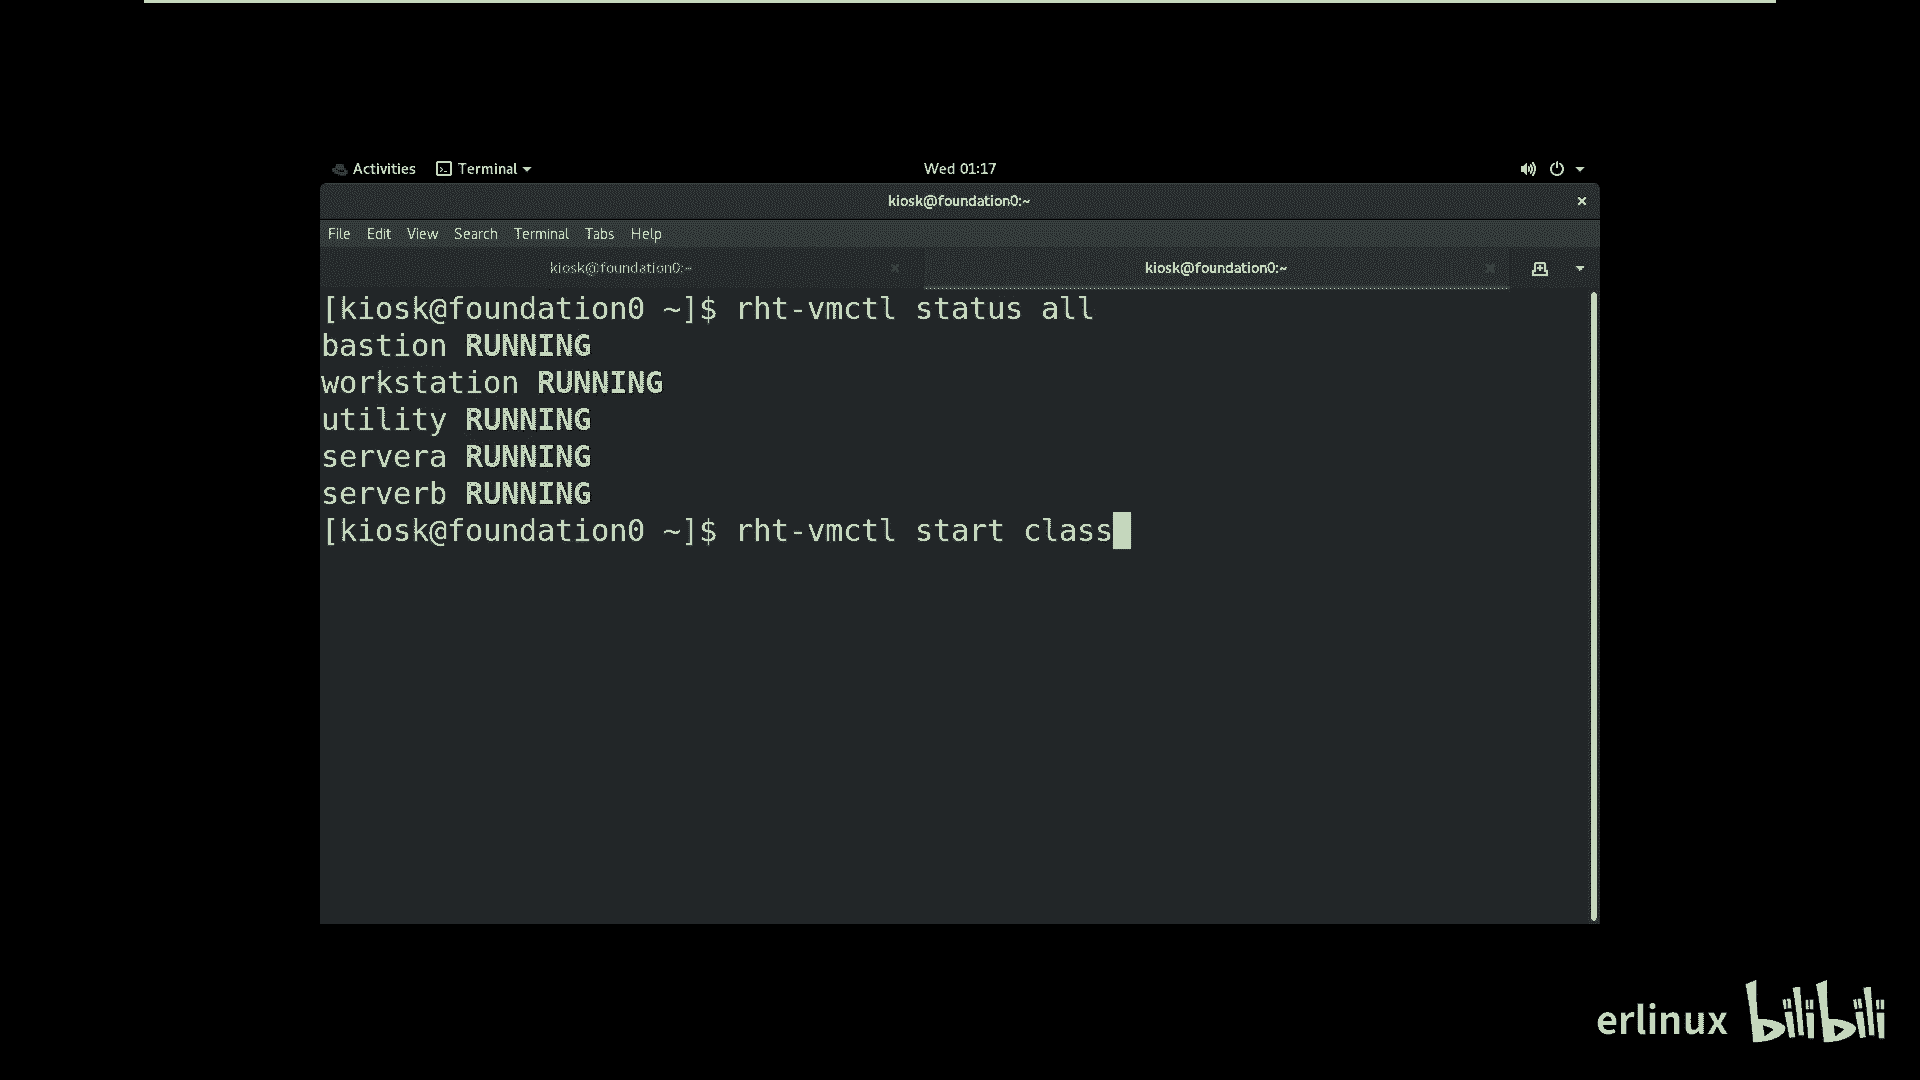 Activities Terminal Wed 01:17
kiosk@foundation0:~
File Edit View Search Terminal Tabs Help
kiosk@foundation0:~ kiosk@foundation0:~
[kiosk@foundation0 ~]$ rht-vmctl status all
bastion RUNNING
workstation RUNNING
utility RUNNING
servera RUNNING
serverb RUNNING
[kiosk@foundation0 ~]$ rht-vmctl start class
erlinux bilibili